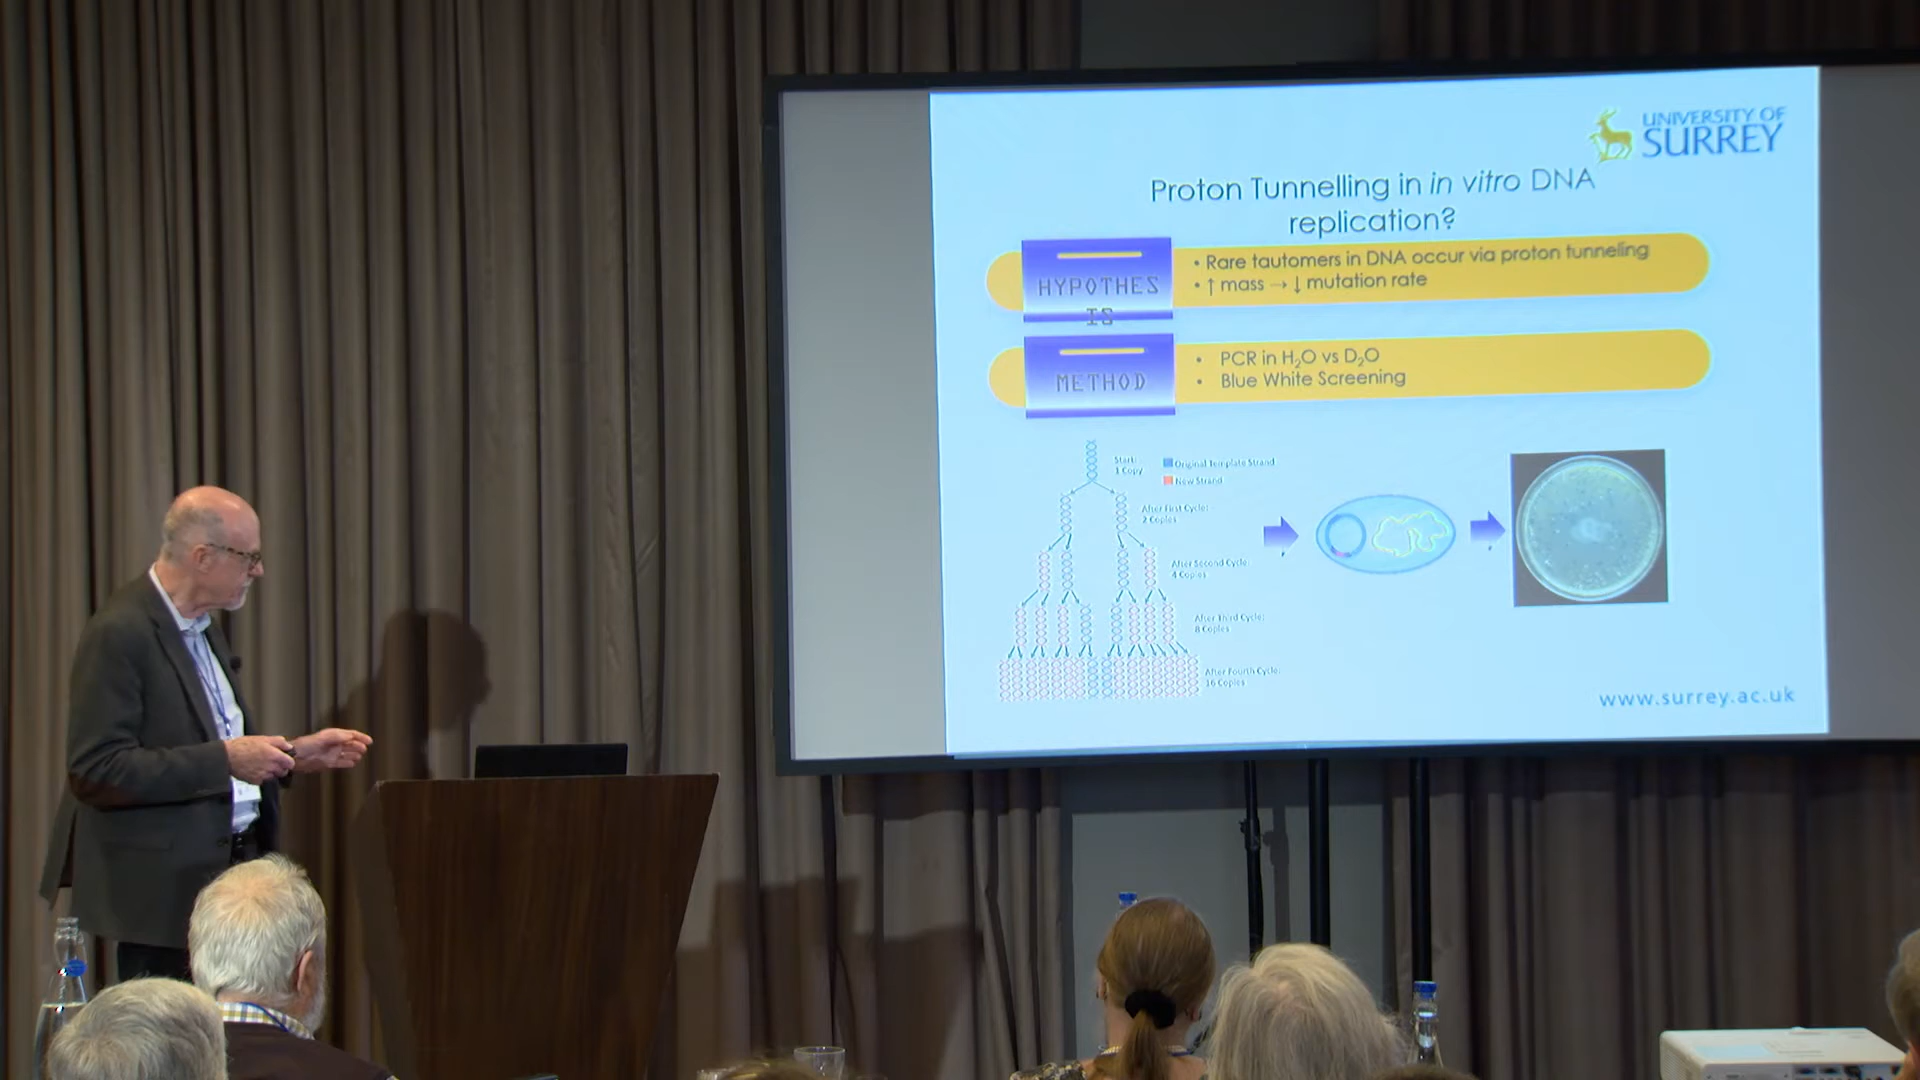 UNIVERSITY OF
SURREY
Proton Tunnelling in in vitro DNA
replication?
HYPOTHES
IS
• Rare tautomers in DNA occur via proton tunneling
• ↑ mass → ↓ mutation rate
METHOD
• PCR in H₂O vs D₂O
• Blue White Screening
Start:
1 Copy
Original Template Strand
New Strand
After First Cycle:
2 Copies
After Second Cycle:
4 Copies
After Third Cycle:
8 Copies
After Fourth Cycle:
16 Copies
www.surrey.ac.uk